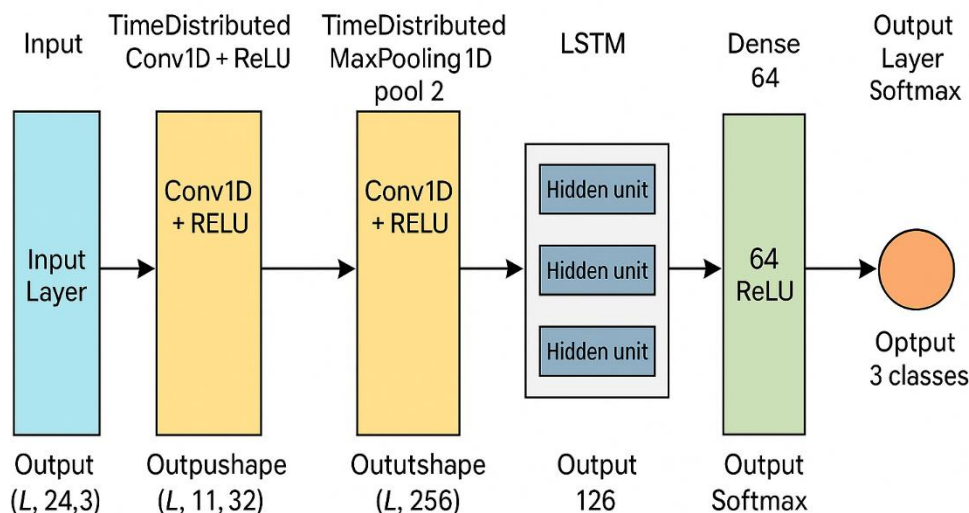 Input
TimeDistributed
Conv1D + ReLU
TimeDistributed
MaxPooling 1D
pool 2
LSTM
Dense
64
Output
Layer
Softmax
Input
Layer
Conv1D
+ RELU
Conv1D
+ RELU
Hidden unit
Hidden unit
Hidden unit
64
ReLU
Optput
3 classes
Output
(L, 24,3)
Outpushape
(L, 11, 32)
Oututshape
(L, 256)
Output
126
Output
Softmax